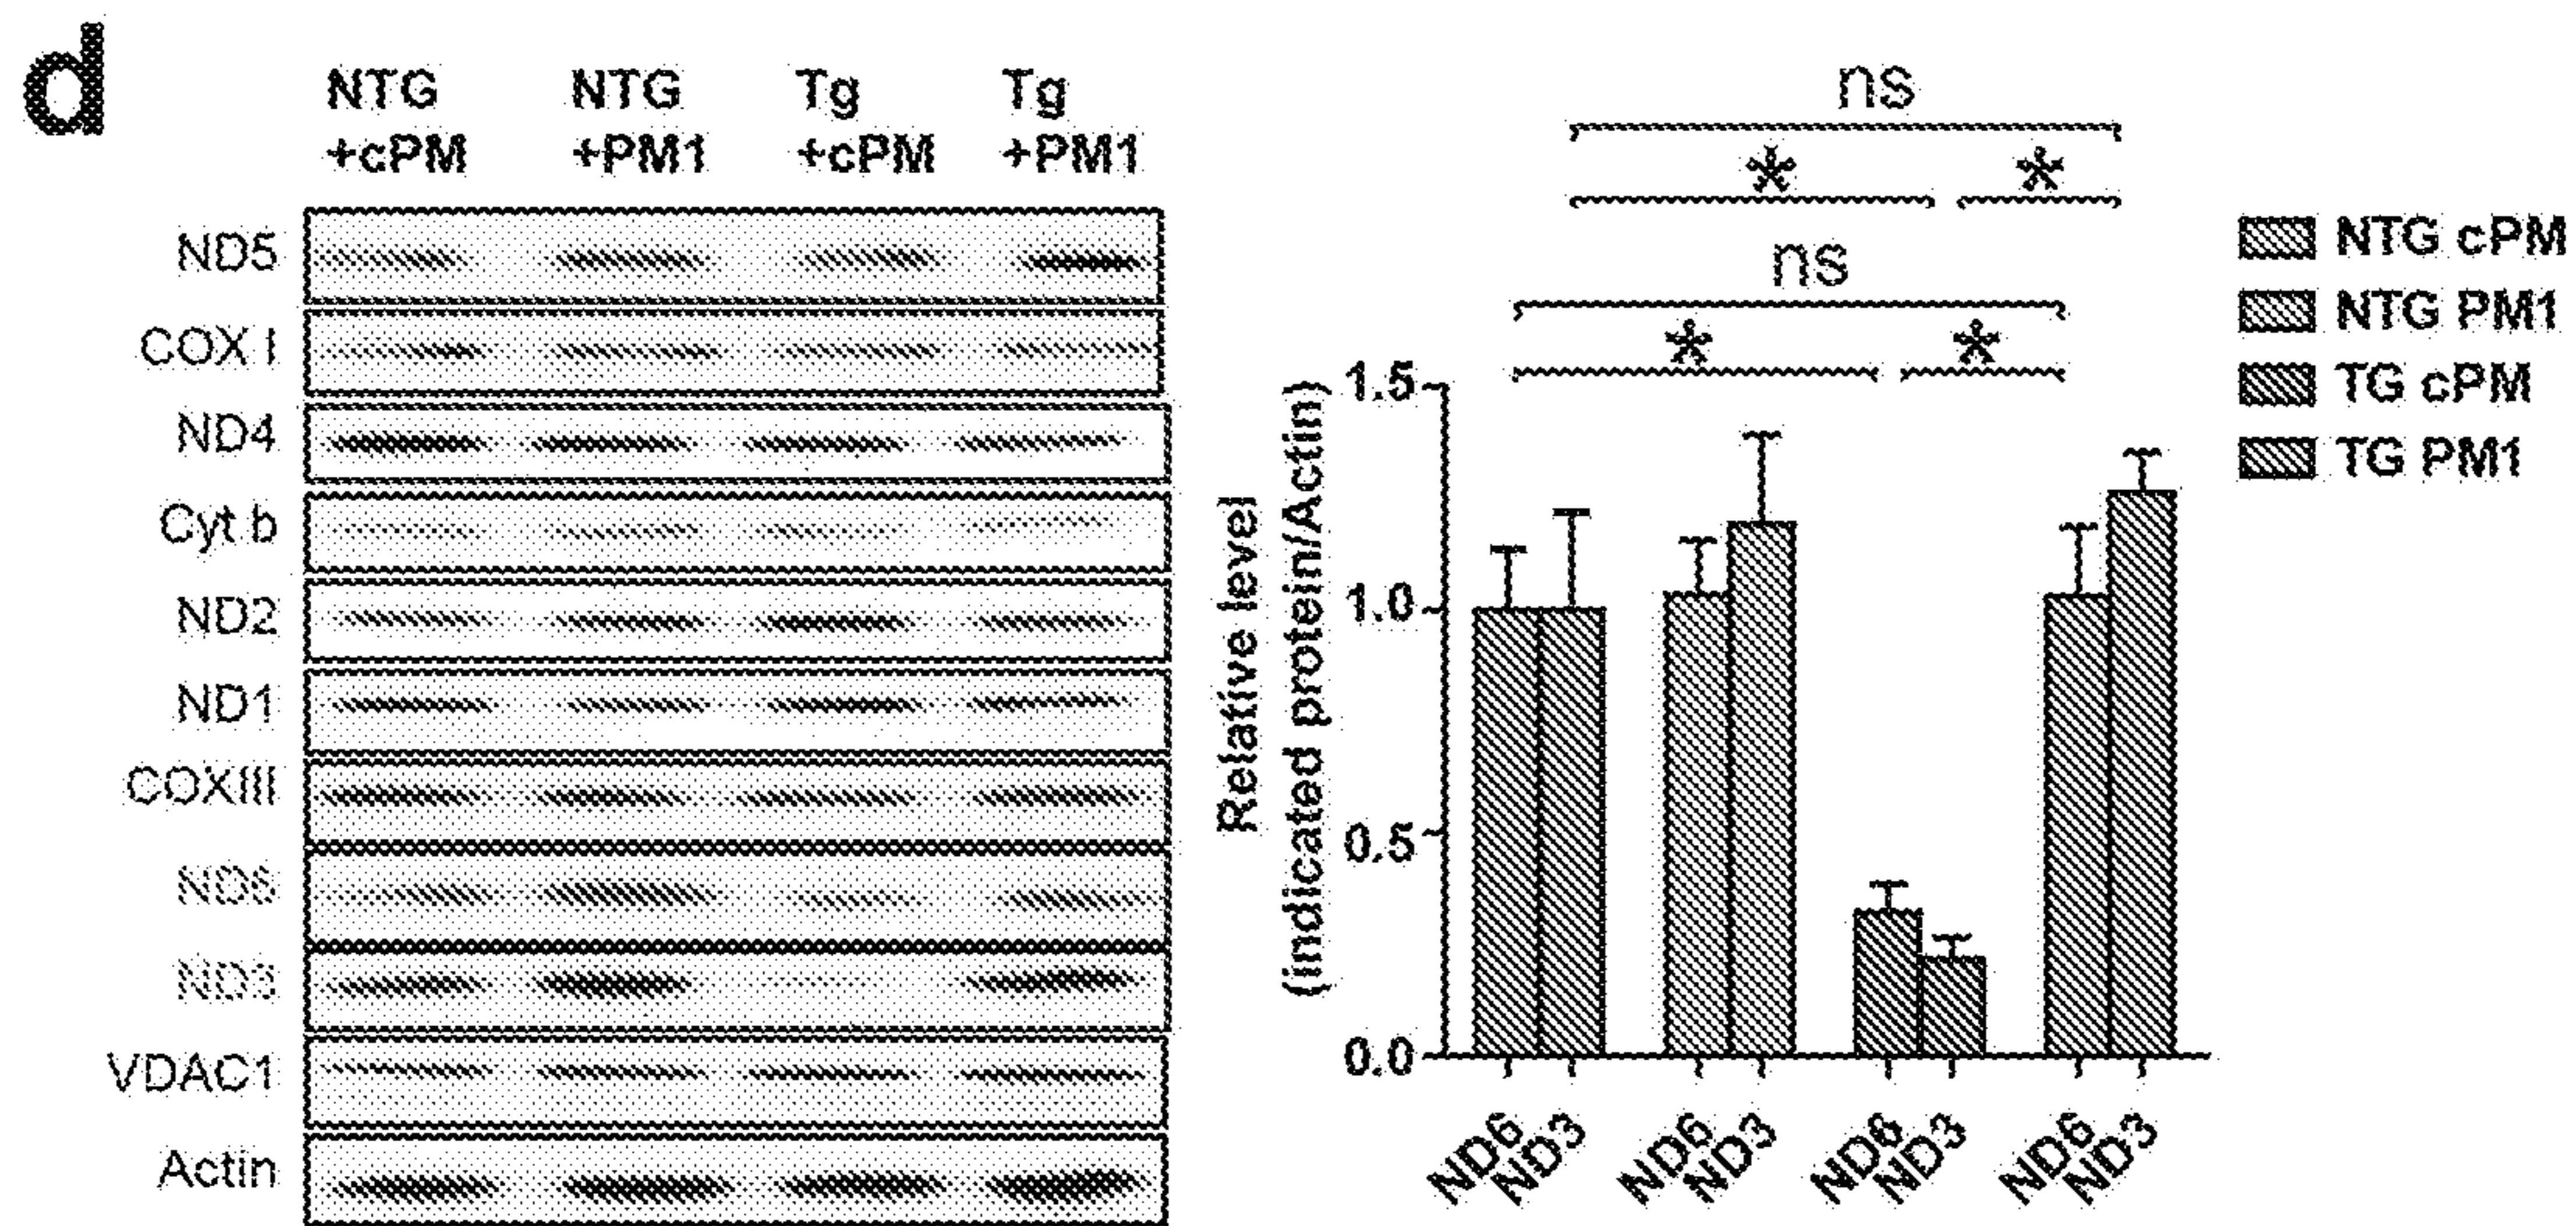 d
NTG NTG Tg Tg
+cPM +PM1 +cPM +PM1
ND5
COX I
ND4
Cyt b
ND2
ND1
COXIII
ND6
ND3
VDAC1
Actin
ns
* *
ns
* *
Relative level
(indicated protein/Actin)
1.5
1.0
0.5
0.0
ND6 ND3 ND6 ND3 ND6 ND3 ND6 ND3
NTG cPM
NTG PM1
TG cPM
TG PM1